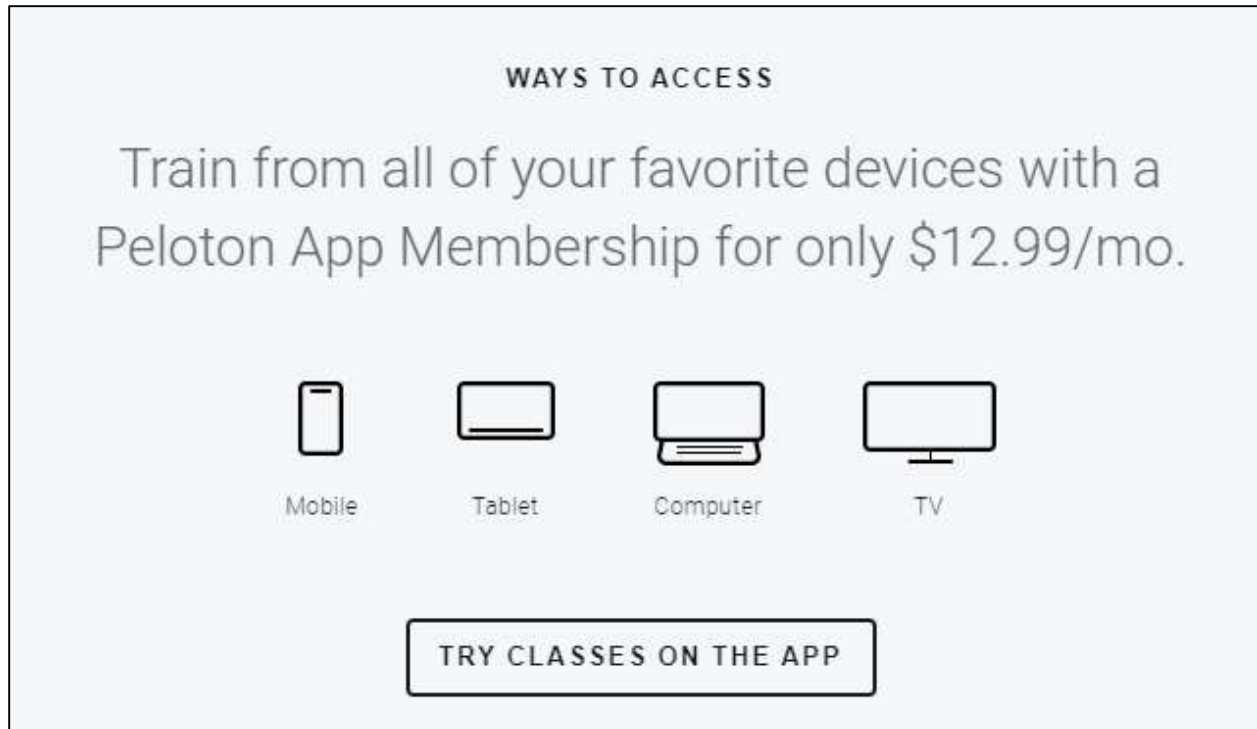 WAYS TO ACCESS
Train from all of your favorite devices with a
Peloton App Membership for only $12.99/mo.
Mobile Tablet Computer TV
TRY CLASSES ON THE APP